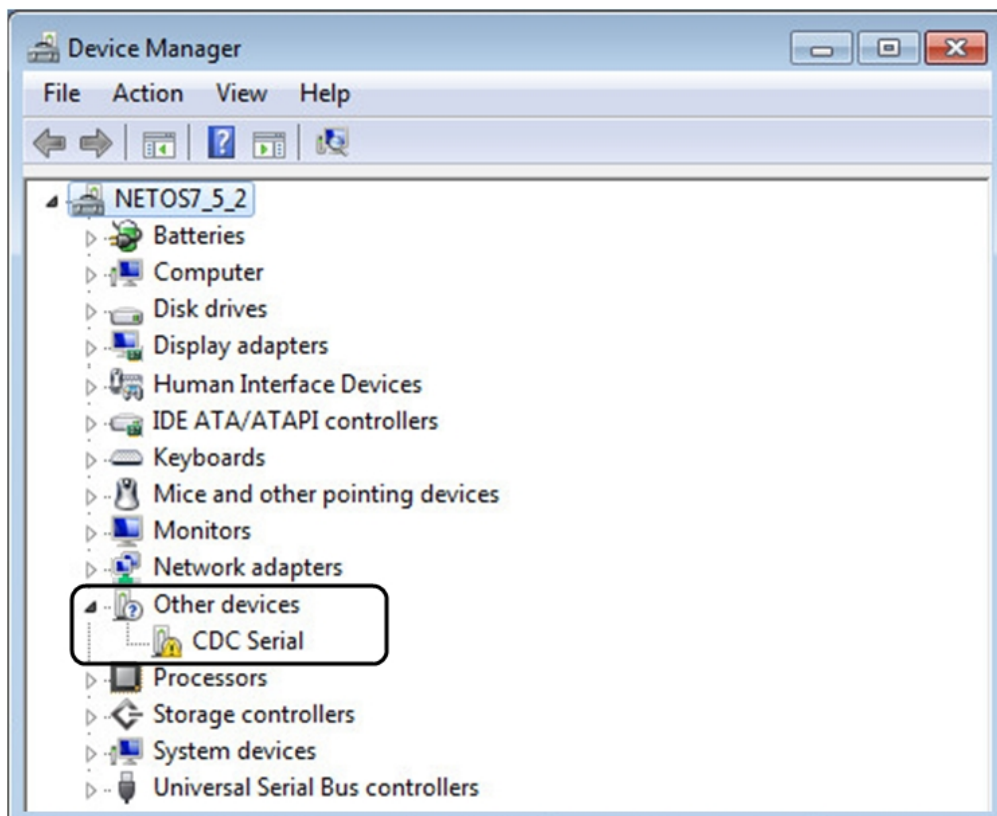 Device Manager
File Action View Help
NETOS7_5_2
Batteries
Computer
Disk drives
Display adapters
Human Interface Devices
IDE ATA/ATAPI controllers
Keyboards
Mice and other pointing devices
Monitors
Network adapters
Other devices
CDC Serial
Processors
Storage controllers
System devices
Universal Serial Bus controllers